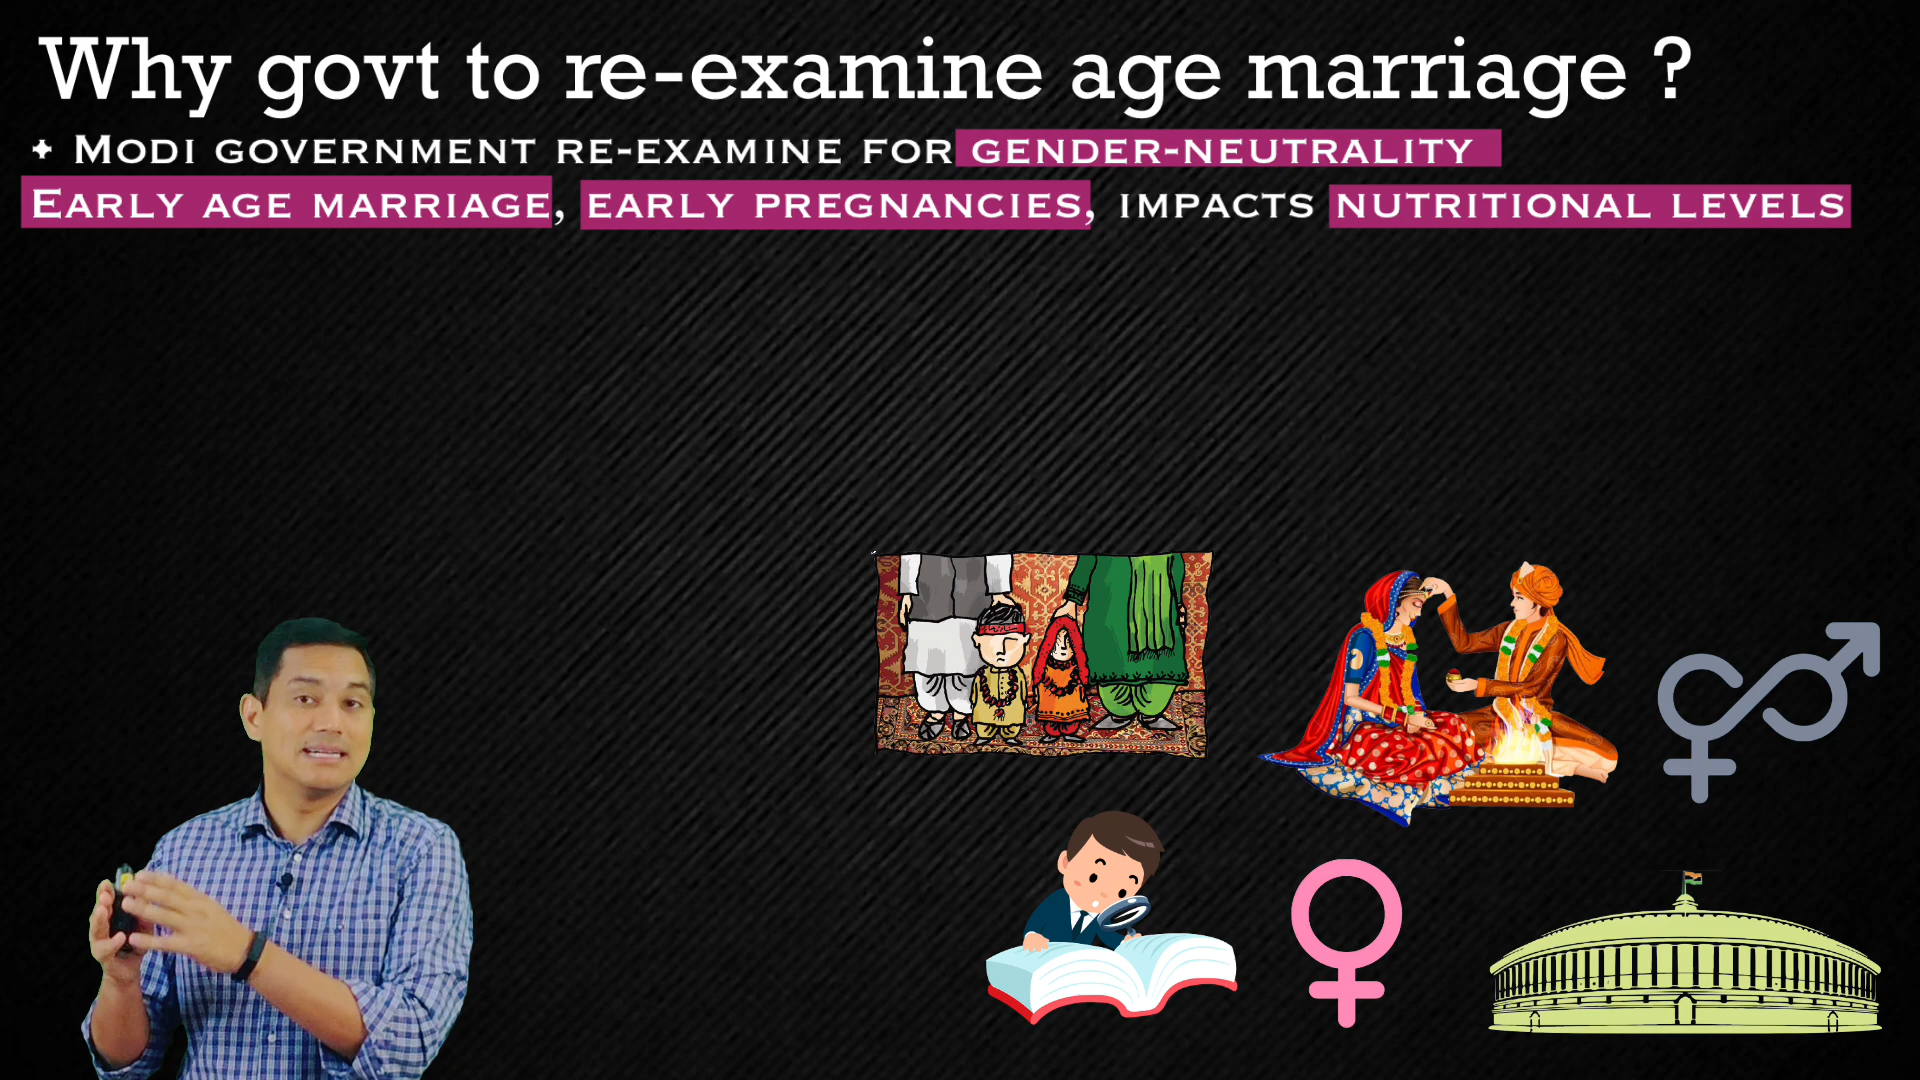 Why govt to re-examine age marriage ?
+ Modi government re-examine for gender-neutrality
Early age marriage, early pregnancies, impacts nutritional levels